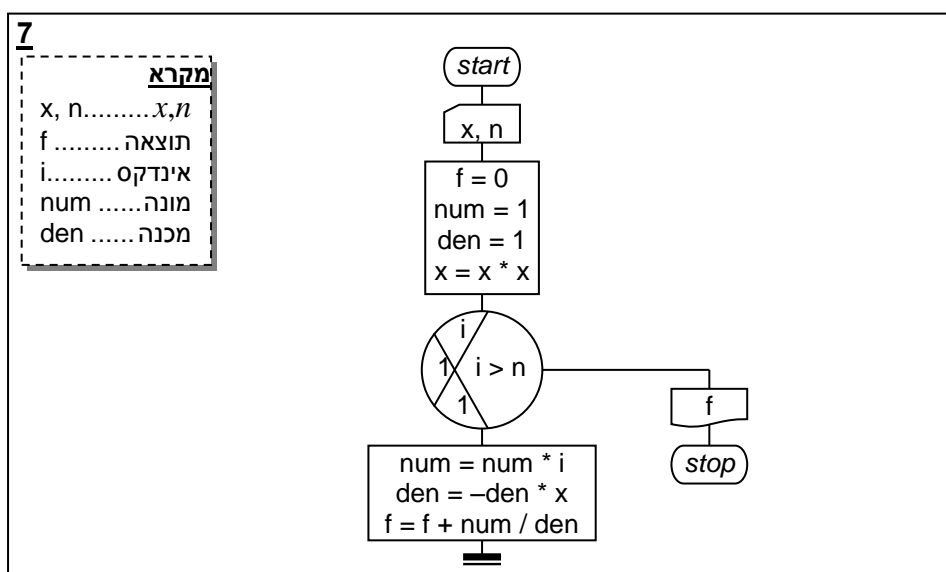 7
מקרא
x, n.........x,n
f ......... תוצאה
i......... אינדקס
num ......מונה
den ......מכנה
start
x, n
f = 0
num = 1
den = 1
x = x * x
i
1 i > n
1
f
stop
num = num * i
den = –den * x
f = f + num / den